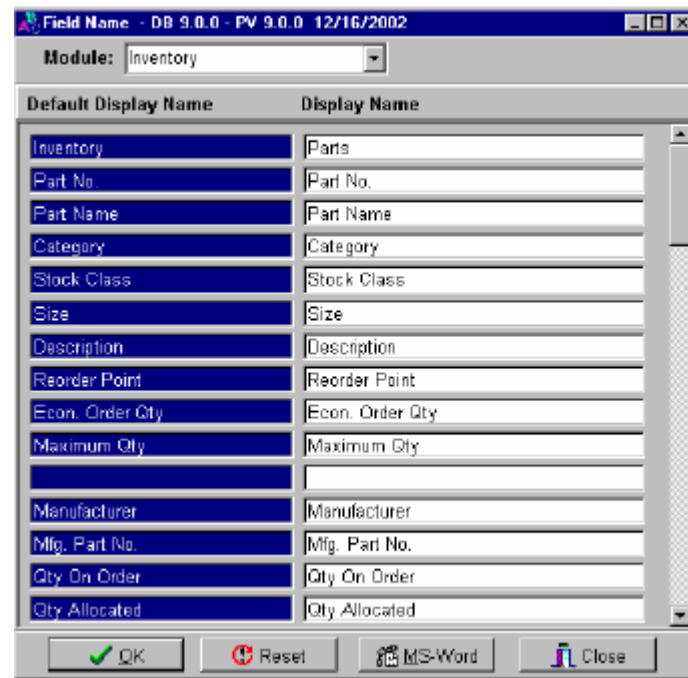 Field Name - DB 9.0.0 - PV 9.0.0 12/16/2002
Module: Inventory
Default Display Name Display Name
Inventory Parts
Part No. Part No.
Part Name Part Name
Category Category
Stock Class Stock Class
Size Size
Description Description
Reorder Point Reorder Point
Econ. Order Qty Econ. Order Qty
Maximum Qty Maximum Qty
Manufacturer Manufacturer
Mfg. Part No. Mfg. Part No.
Qty On Order Qty On Order
Qty Allocated Qty Allocated
OK Reset MS-Word Close